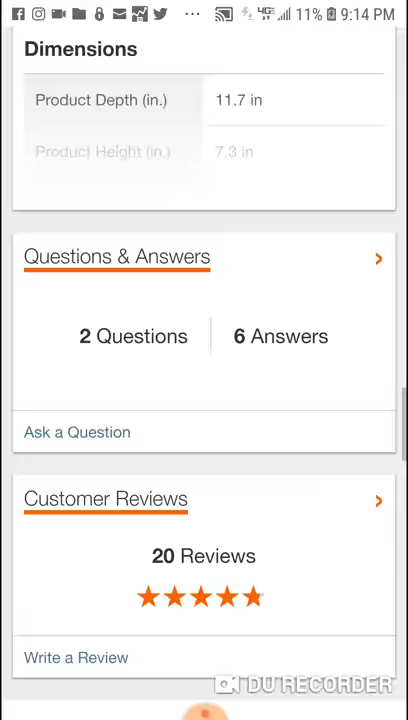 11% 9:14 PM
Dimensions
Product Depth (in.) 11.7 in
Product Height (in.) 7.3 in
Questions & Answers
2 Questions 6 Answers
Ask a Question
Customer Reviews
20 Reviews
Write a Review
DU RECORDER